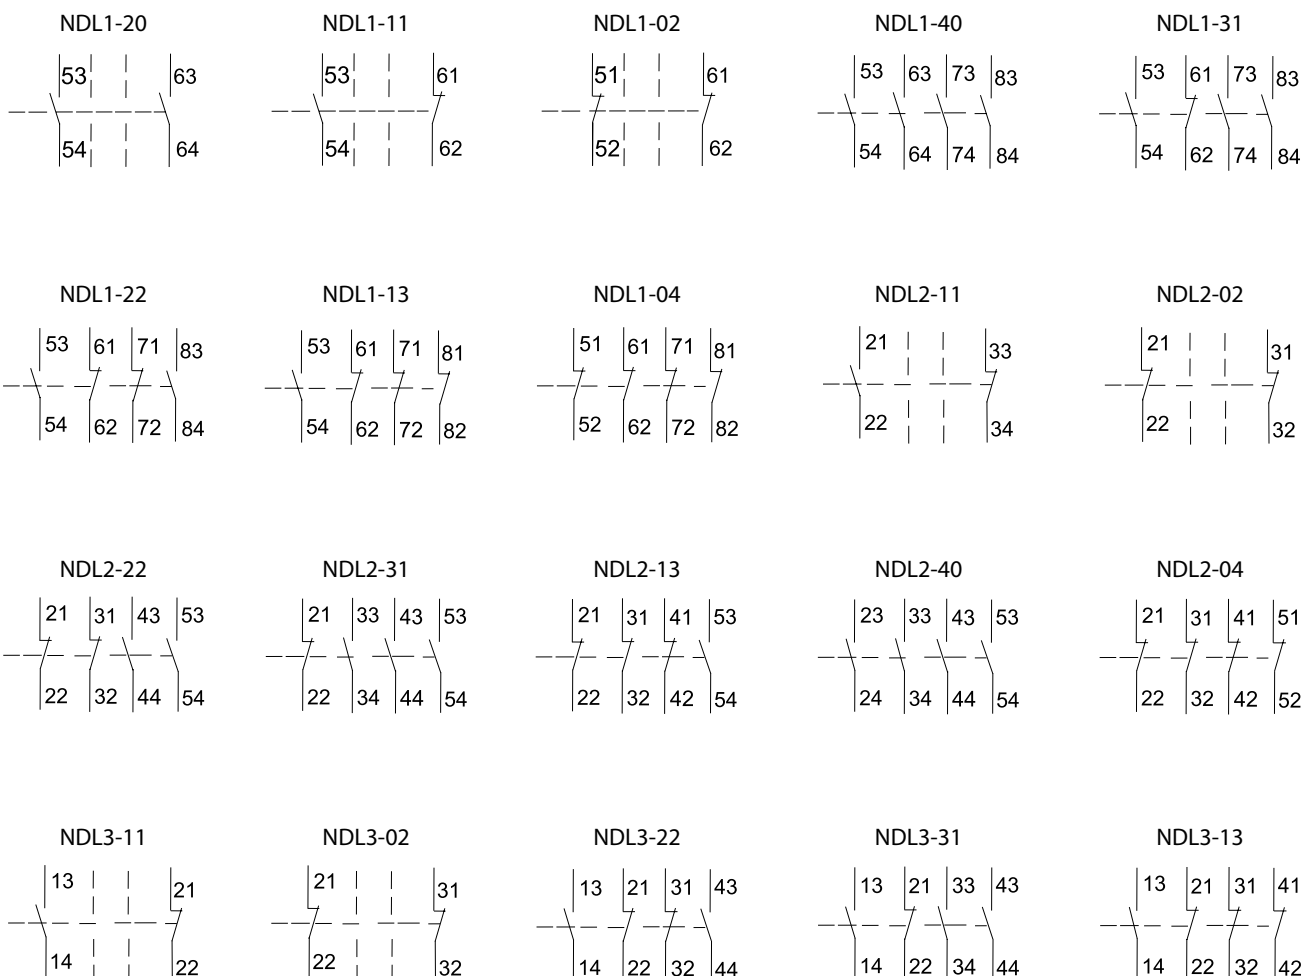 NDL1-20 NDL1-11 NDL1-02 NDL1-40 NDL1-31
53 63 53 61 51 61 53 63 73 83 53 61 73 83
54 64 54 62 52 62 54 64 74 84 54 62 74 84
NDL1-22 NDL1-13 NDL1-04 NDL2-11 NDL2-02
53 61 71 83 53 61 71 81 51 61 71 81 21 33 21 31
54 62 72 84 54 62 72 82 52 62 72 82 22 34 22 32
NDL2-22 NDL2-31 NDL2-13 NDL2-40 NDL2-04
21 31 43 53 21 33 43 53 21 31 41 53 23 33 43 53 21 31 41 51
22 32 44 54 22 34 44 54 22 32 42 54 24 34 44 54 22 32 42 52
NDL3-11 NDL3-02 NDL3-22 NDL3-31 NDL3-13
13 21 21 31 13 21 31 43 13 21 33 43 13 21 31 41
14 22 22 32 14 22 32 44 14 22 34 44 14 22 32 42